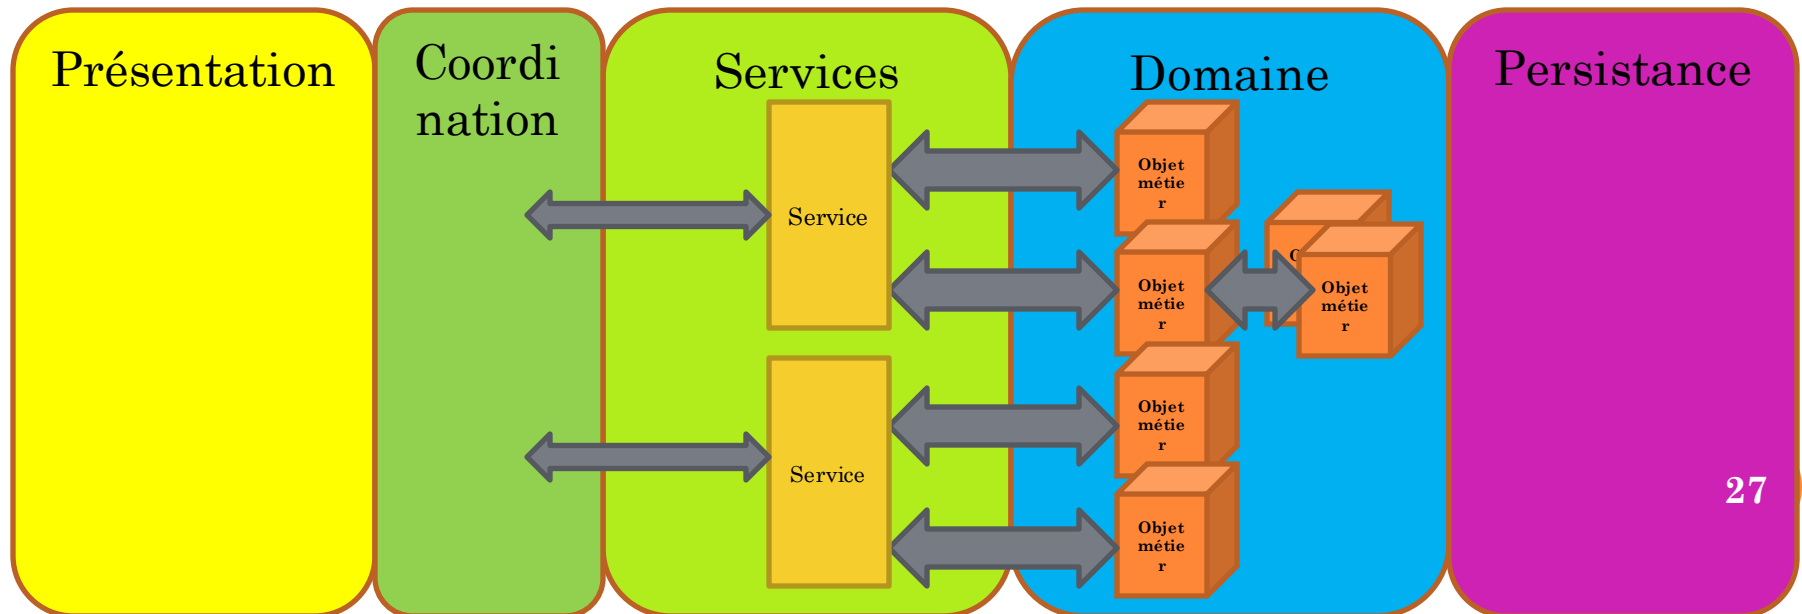 Présentation
Coordi
nation
Services
Domaine
Persistance
Service
Service
Objet
métie
r
Objet
métie
r
O
Objet
métie
r
Objet
métie
r
Objet
métie
r
27